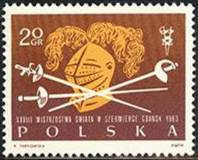 20 GR
XXVIII MISTRZOSTWA ŚWIATA W SZERMIERCE GDAŃSK 1963
POLSKA